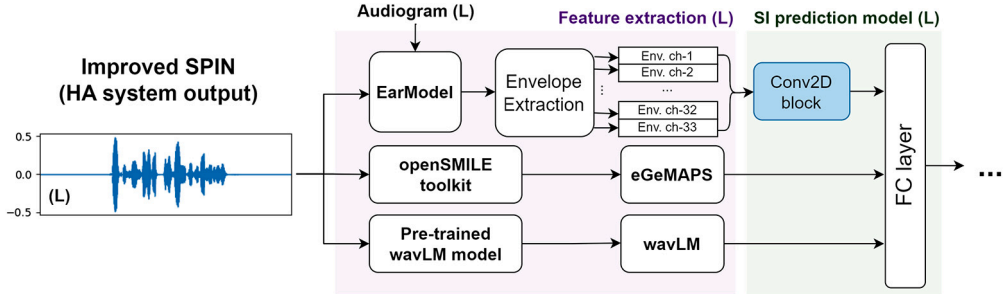 Audiogram (L)
Feature extraction (L)
SI prediction model (L)
Improved SPIN
(HA system output)
0.5
0.0
−0.5
(L)
EarModel
Envelope
Extraction
Env. ch-1
Env. ch-2
...
...
...
Env. ch-32
Env. ch-33
Conv2D
block
openSMILE
toolkit
eGeMAPS
Pre-trained
wavLM model
wavLM
FC layer
...